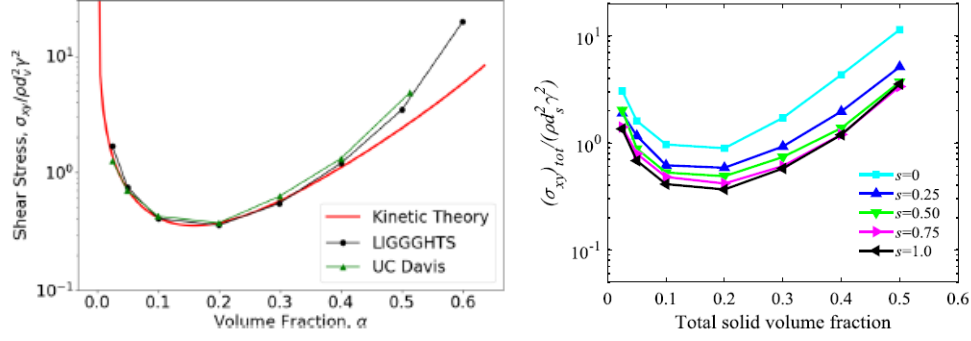 10¹
10⁰
10⁻¹
Shear Stress, σxy/ρdᵥ²γ²
Kinetic Theory
LIGGGHTS
UC Davis
0.0 0.1 0.2 0.3 0.4 0.5 0.6
Volume Fraction, α
10¹
10⁰
10⁻¹
(σxy)tot/(ρdₛ²γ²)
s=0
s=0.25
s=0.50
s=0.75
s=1.0
0 0.1 0.2 0.3 0.4 0.5 0.6
Total solid volume fraction